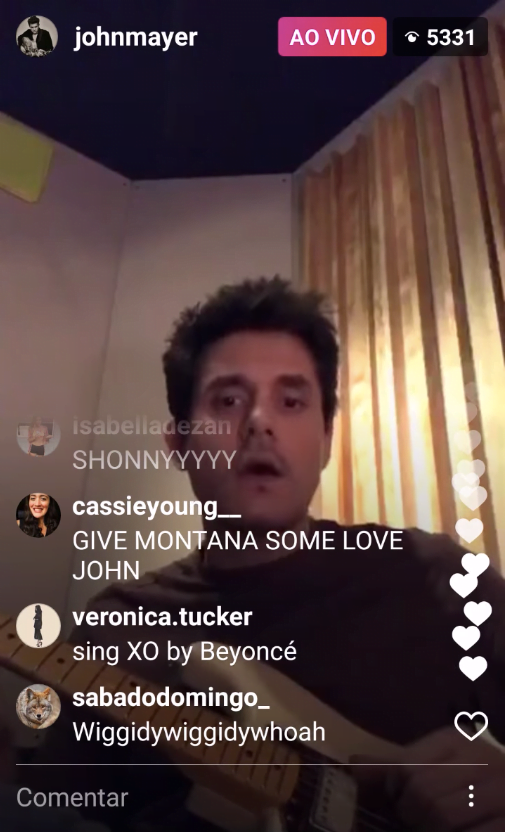 johnmayer
AO VIVO
5331
isabelladezan
SHONNYYYYY
cassieyoung__
GIVE MONTANA SOME LOVE
JOHN
veronica.tucker
sing XO by Beyoncé
sabadodomingo_
Wiggidywiggidywhoah
Comentar